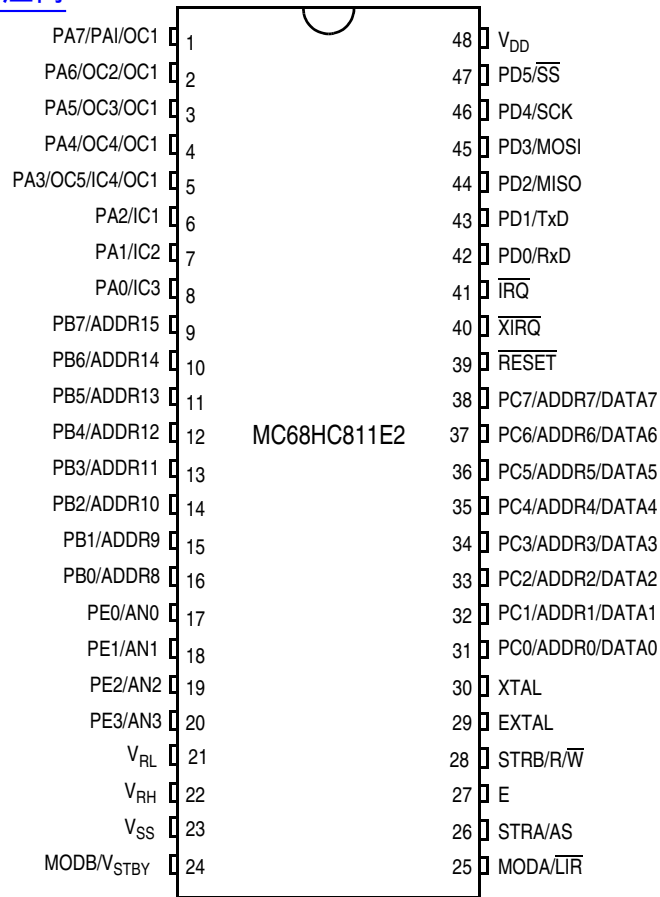 PA7/PAI/OC1 1
PA6/OC2/OC1 2
PA5/OC3/OC1 3
PA4/OC4/OC1 4
PA3/OC5/IC4/OC1 5
PA2/IC1 6
PA1/IC2 7
PA0/IC3 8
PB7/ADDR15 9
PB6/ADDR14 10
PB5/ADDR13 11
PB4/ADDR12 12
PB3/ADDR11 13
PB2/ADDR10 14
PB1/ADDR9 15
PB0/ADDR8 16
PE0/AN0 17
PE1/AN1 18
PE2/AN2 19
PE3/AN3 20
VRL 21
VRH 22
VSS 23
MODB/VSTBY 24
MC68HC811E2
48 VDD
47 PD5/SS
46 PD4/SCK
45 PD3/MOSI
44 PD2/MISO
43 PD1/TxD
42 PD0/RxD
41 IRQ
40 XIRQ
39 RESET
38 PC7/ADDR7/DATA7
37 PC6/ADDR6/DATA6
36 PC5/ADDR5/DATA5
35 PC4/ADDR4/DATA4
34 PC3/ADDR3/DATA3
33 PC2/ADDR2/DATA2
32 PC1/ADDR1/DATA1
31 PC0/ADDR0/DATA0
30 XTAL
29 EXTAL
28 STRB/R/W
27 E
26 STRA/AS
25 MODA/LIR